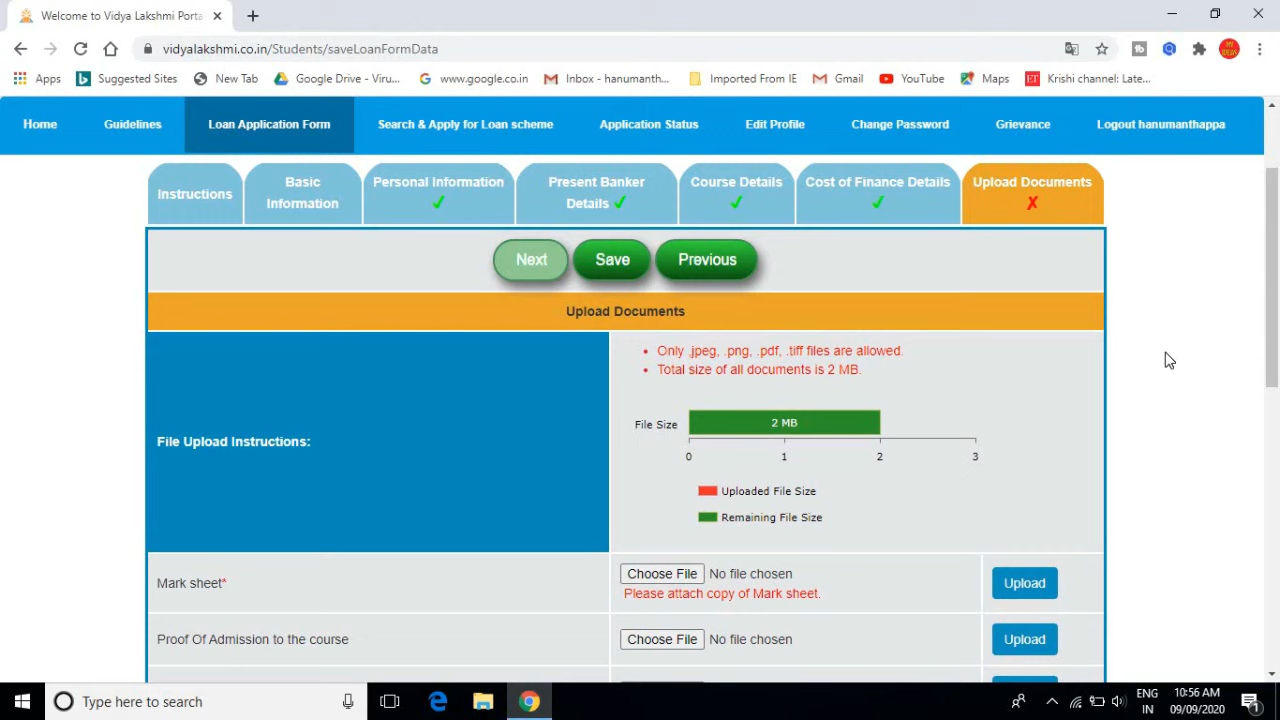 Welcome to Vidya Lakshmi Porta
vidyalakshmi.co.in/Students/saveLoanFormData
Apps
Suggested Sites
New Tab
Google Drive - Viru...
www.google.co.in
Inbox - hanumanth...
Imported From IE
Gmail
YouTube
Maps
Krishi channel: Late...
Home
Guidelines
Loan Application Form
Search & Apply for Loan scheme
Application Status
Edit Profile
Change Password
Grievance
Logout hanumanthappa
Instructions
Basic
Information
Personal Information
Present Banker
Details
Course Details
Cost of Finance Details
Upload Documents
Next
Save
Previous
Upload Documents
File Upload Instructions:
Only .jpeg, .png, .pdf, .tiff files are allowed.
Total size of all documents is 2 MB.
File Size
2 MB
0 1 2 3
Uploaded File Size
Remaining File Size
Mark sheet*
Choose File No file chosen
Please attach copy of Mark sheet.
Upload
Proof Of Admission to the course
Choose File No file chosen
Upload
Type here to search
ENG
IN
10:56 AM
09/09/2020
1